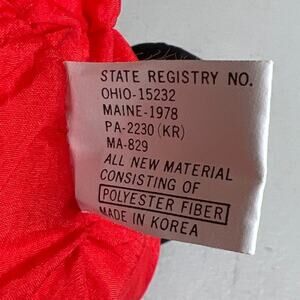 STATE REGISTRY NO.
OHIO-15232
MAINE-1978
PA-2230 (KR)
MA-829
ALL NEW MATERIAL
CONSISTING OF
POLYESTER FIBER
MADE IN KOREA